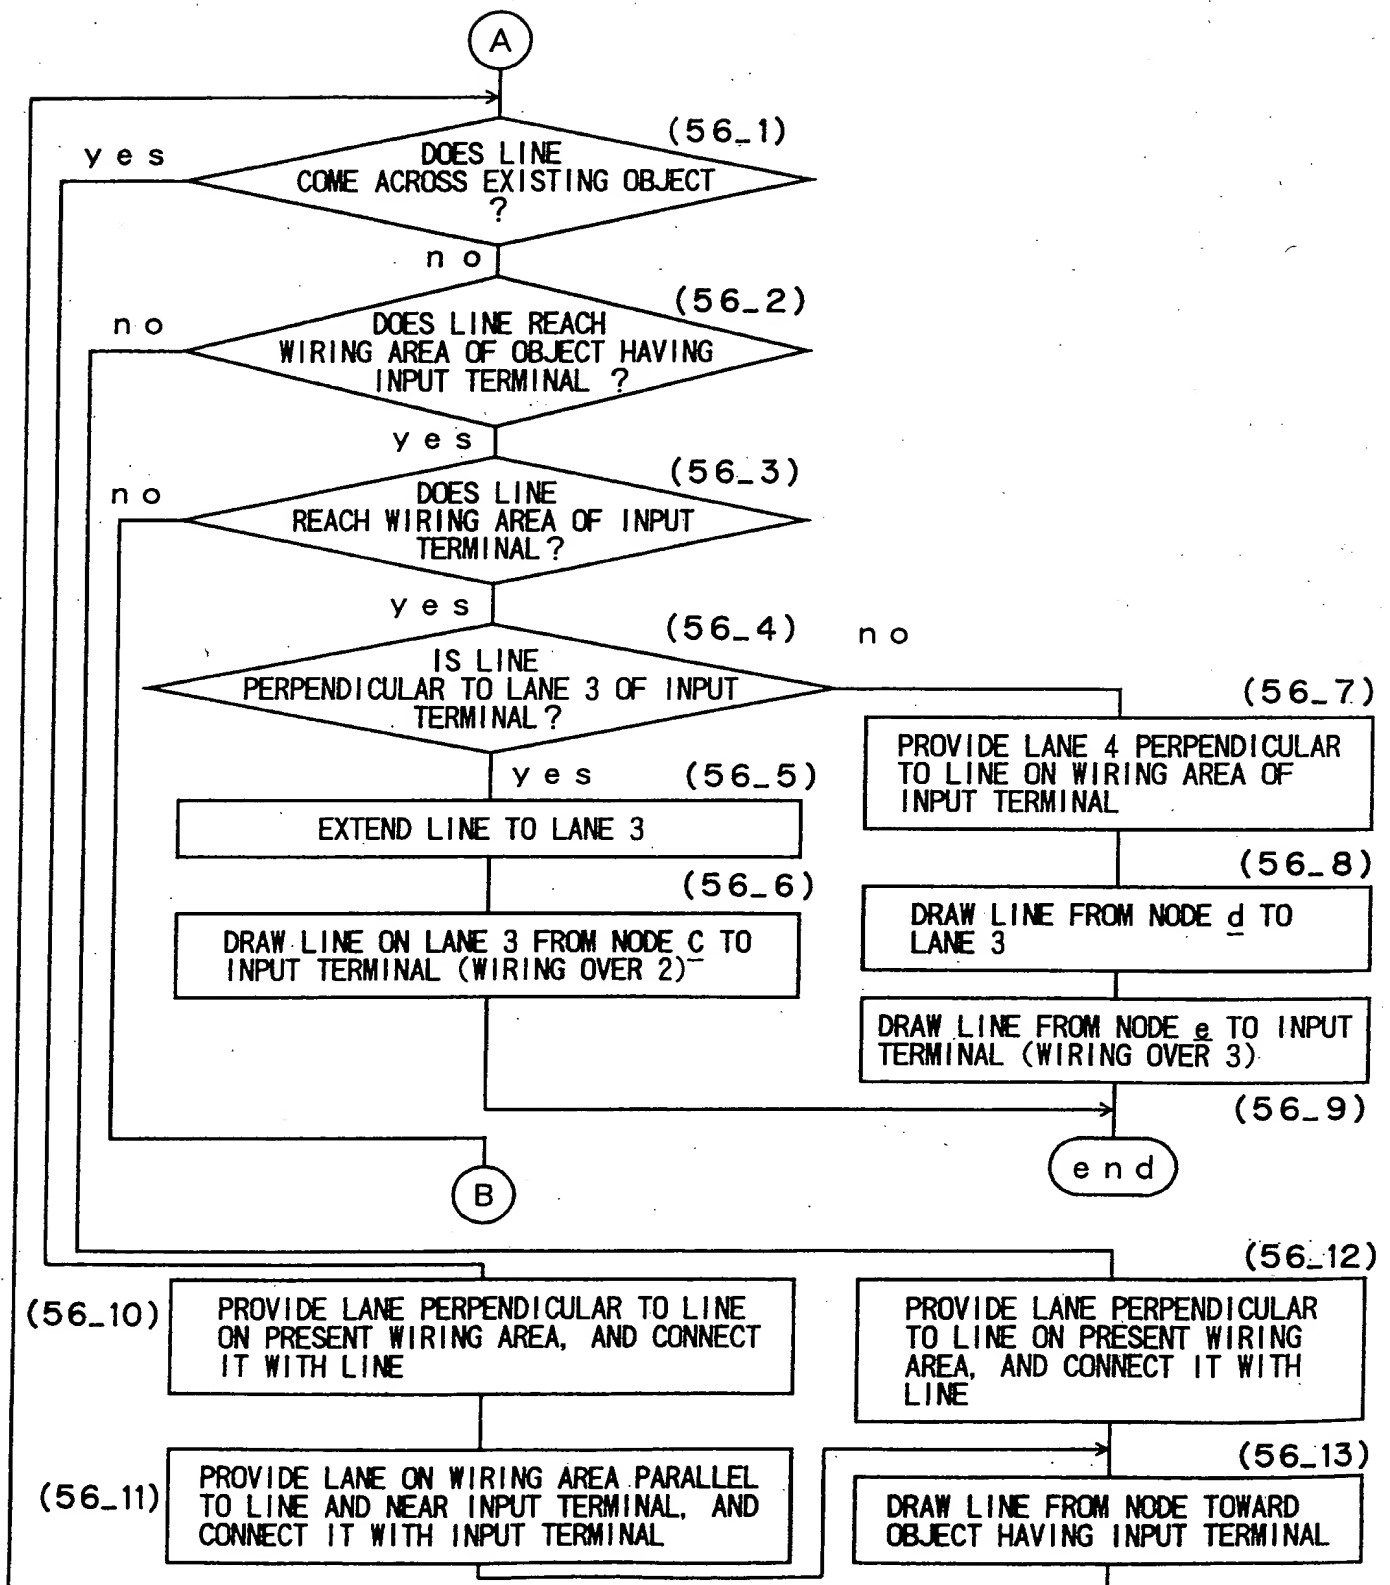 A
(56_1)
yes
DOES LINE
COME ACROSS EXISTING OBJECT
?
no
(56_2)
no
DOES LINE REACH
WIRING AREA OF OBJECT HAVING
INPUT TERMINAL ?
yes
(56_3)
no
DOES LINE
REACH WIRING AREA OF INPUT
TERMINAL?
yes
(56_4)
no
IS LINE
PERPENDICULAR TO LANE 3 OF INPUT
TERMINAL?
yes
(56_5)
EXTEND LINE TO LANE 3
(56_6)
DRAW LINE ON LANE 3 FROM NODE C TO
INPUT TERMINAL (WIRING OVER 2)
(56_7)
PROVIDE LANE 4 PERPENDICULAR
TO LINE ON WIRING AREA OF
INPUT TERMINAL
(56_8)
DRAW LINE FROM NODE d TO
LANE 3
DRAW LINE FROM NODE e TO INPUT
TERMINAL (WIRING OVER 3)
(56_9)
end
B
(56_10)
PROVIDE LANE PERPENDICULAR TO LINE
ON PRESENT WIRING AREA, AND CONNECT
IT WITH LINE
(56_11)
PROVIDE LANE ON WIRING AREA PARALLEL
TO LINE AND NEAR INPUT TERMINAL, AND
CONNECT IT WITH INPUT TERMINAL
(56_12)
PROVIDE LANE PERPENDICULAR
TO LINE ON PRESENT WIRING
AREA, AND CONNECT IT WITH
LINE
(56_13)
DRAW LINE FROM NODE TOWARD
OBJECT HAVING INPUT TERMINAL